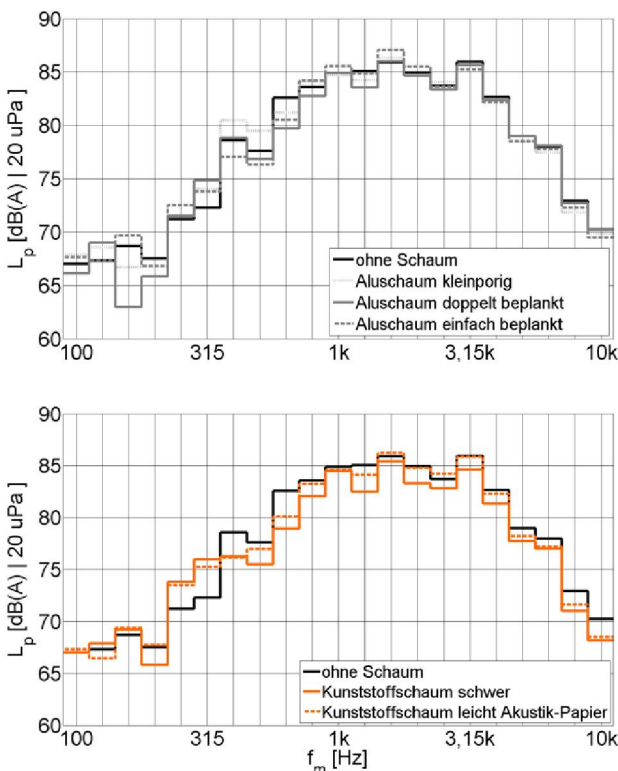 90
85
80
75
70
65
60
L_p [dB(A) | 20 uPa]
ohne Schaum
Aluschaum kleinporig
Aluschaum doppelt beplankt
Aluschaum einfach beplankt
100 315 1k 3,15k 10k
90
85
80
75
70
65
60
L_p [dB(A) | 20 uPa]
ohne Schaum
Kunststoffschaum schwer
Kunststoffschaum leicht Akustik-Papier
100 315 1k 3,15k 10k
f_m [Hz]